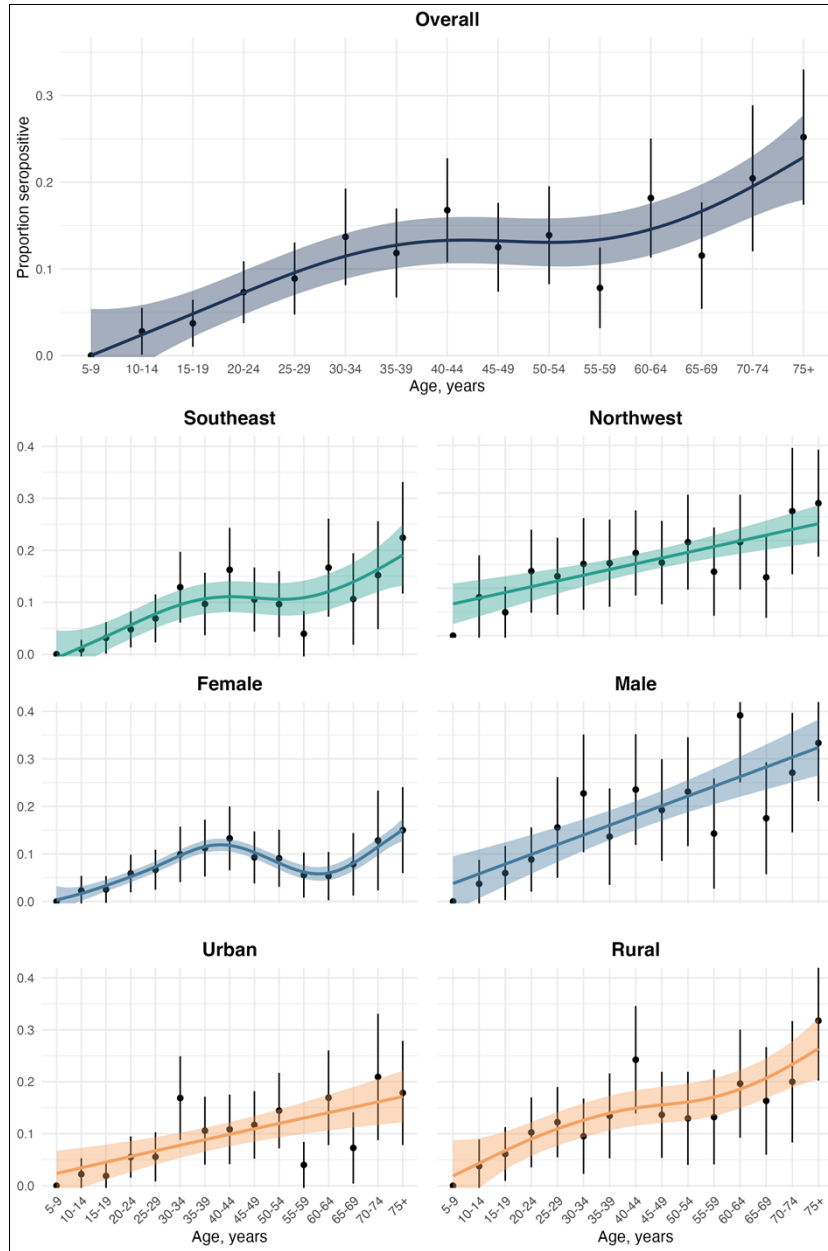 Overall
Proportion seropositive
0.3
0.2
0.1
0.0
5-9 10-14 15-19 20-24 25-29 30-34 35-39 40-44 45-49 50-54 55-59 60-64 65-69 70-74 75+
Age, years
Southeast Northwest
0.4
0.3
0.2
0.1
0.0
Female Male
0.4
0.3
0.2
0.1
0.0
Urban Rural
0.4
0.3
0.2
0.1
0.0
5-9 10-14 15-19 20-24 25-29 30-34 35-39 40-44 45-49 50-54 55-59 60-64 65-69 70-74 75+ 5-9 10-14 15-19 20-24 25-29 30-34 35-39 40-44 45-49 50-54 55-59 60-64 65-69 70-74 75+
Age, years Age, years